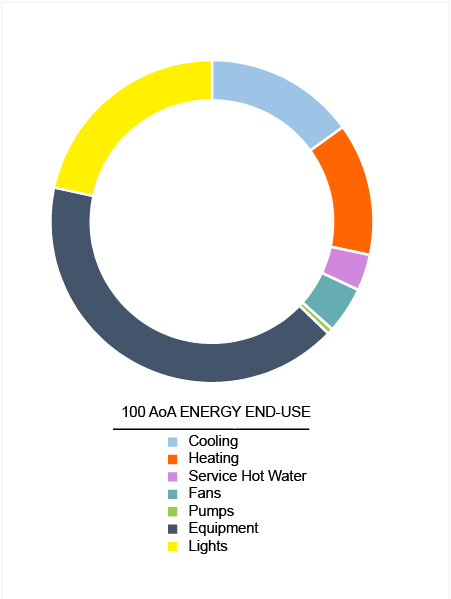 100 AoA ENERGY END-USE
Cooling
Heating
Service Hot Water
Fans
Pumps
Equipment
Lights